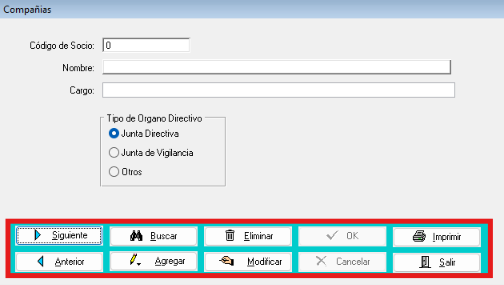 Compañias
Código de Socio: 0
Nombre:
Cargo:
Tipo de Organo Directivo
Junta Directiva
Junta de Vigilancia
Otros
Siguiente Buscar Eliminar OK Imprimir
Anterior Agregar Modificar Cancelar Salir